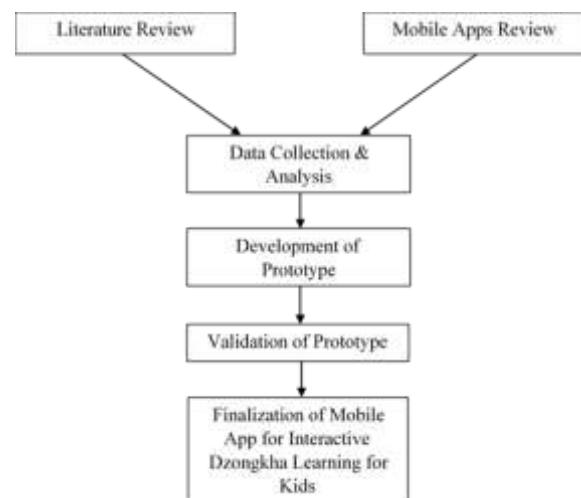 Literature Review
Mobile Apps Review
Data Collection &
Analysis
Development of
Prototype
Validation of Prototype
Finalization of Mobile
App for Interactive
Dzongkha Learning for
Kids